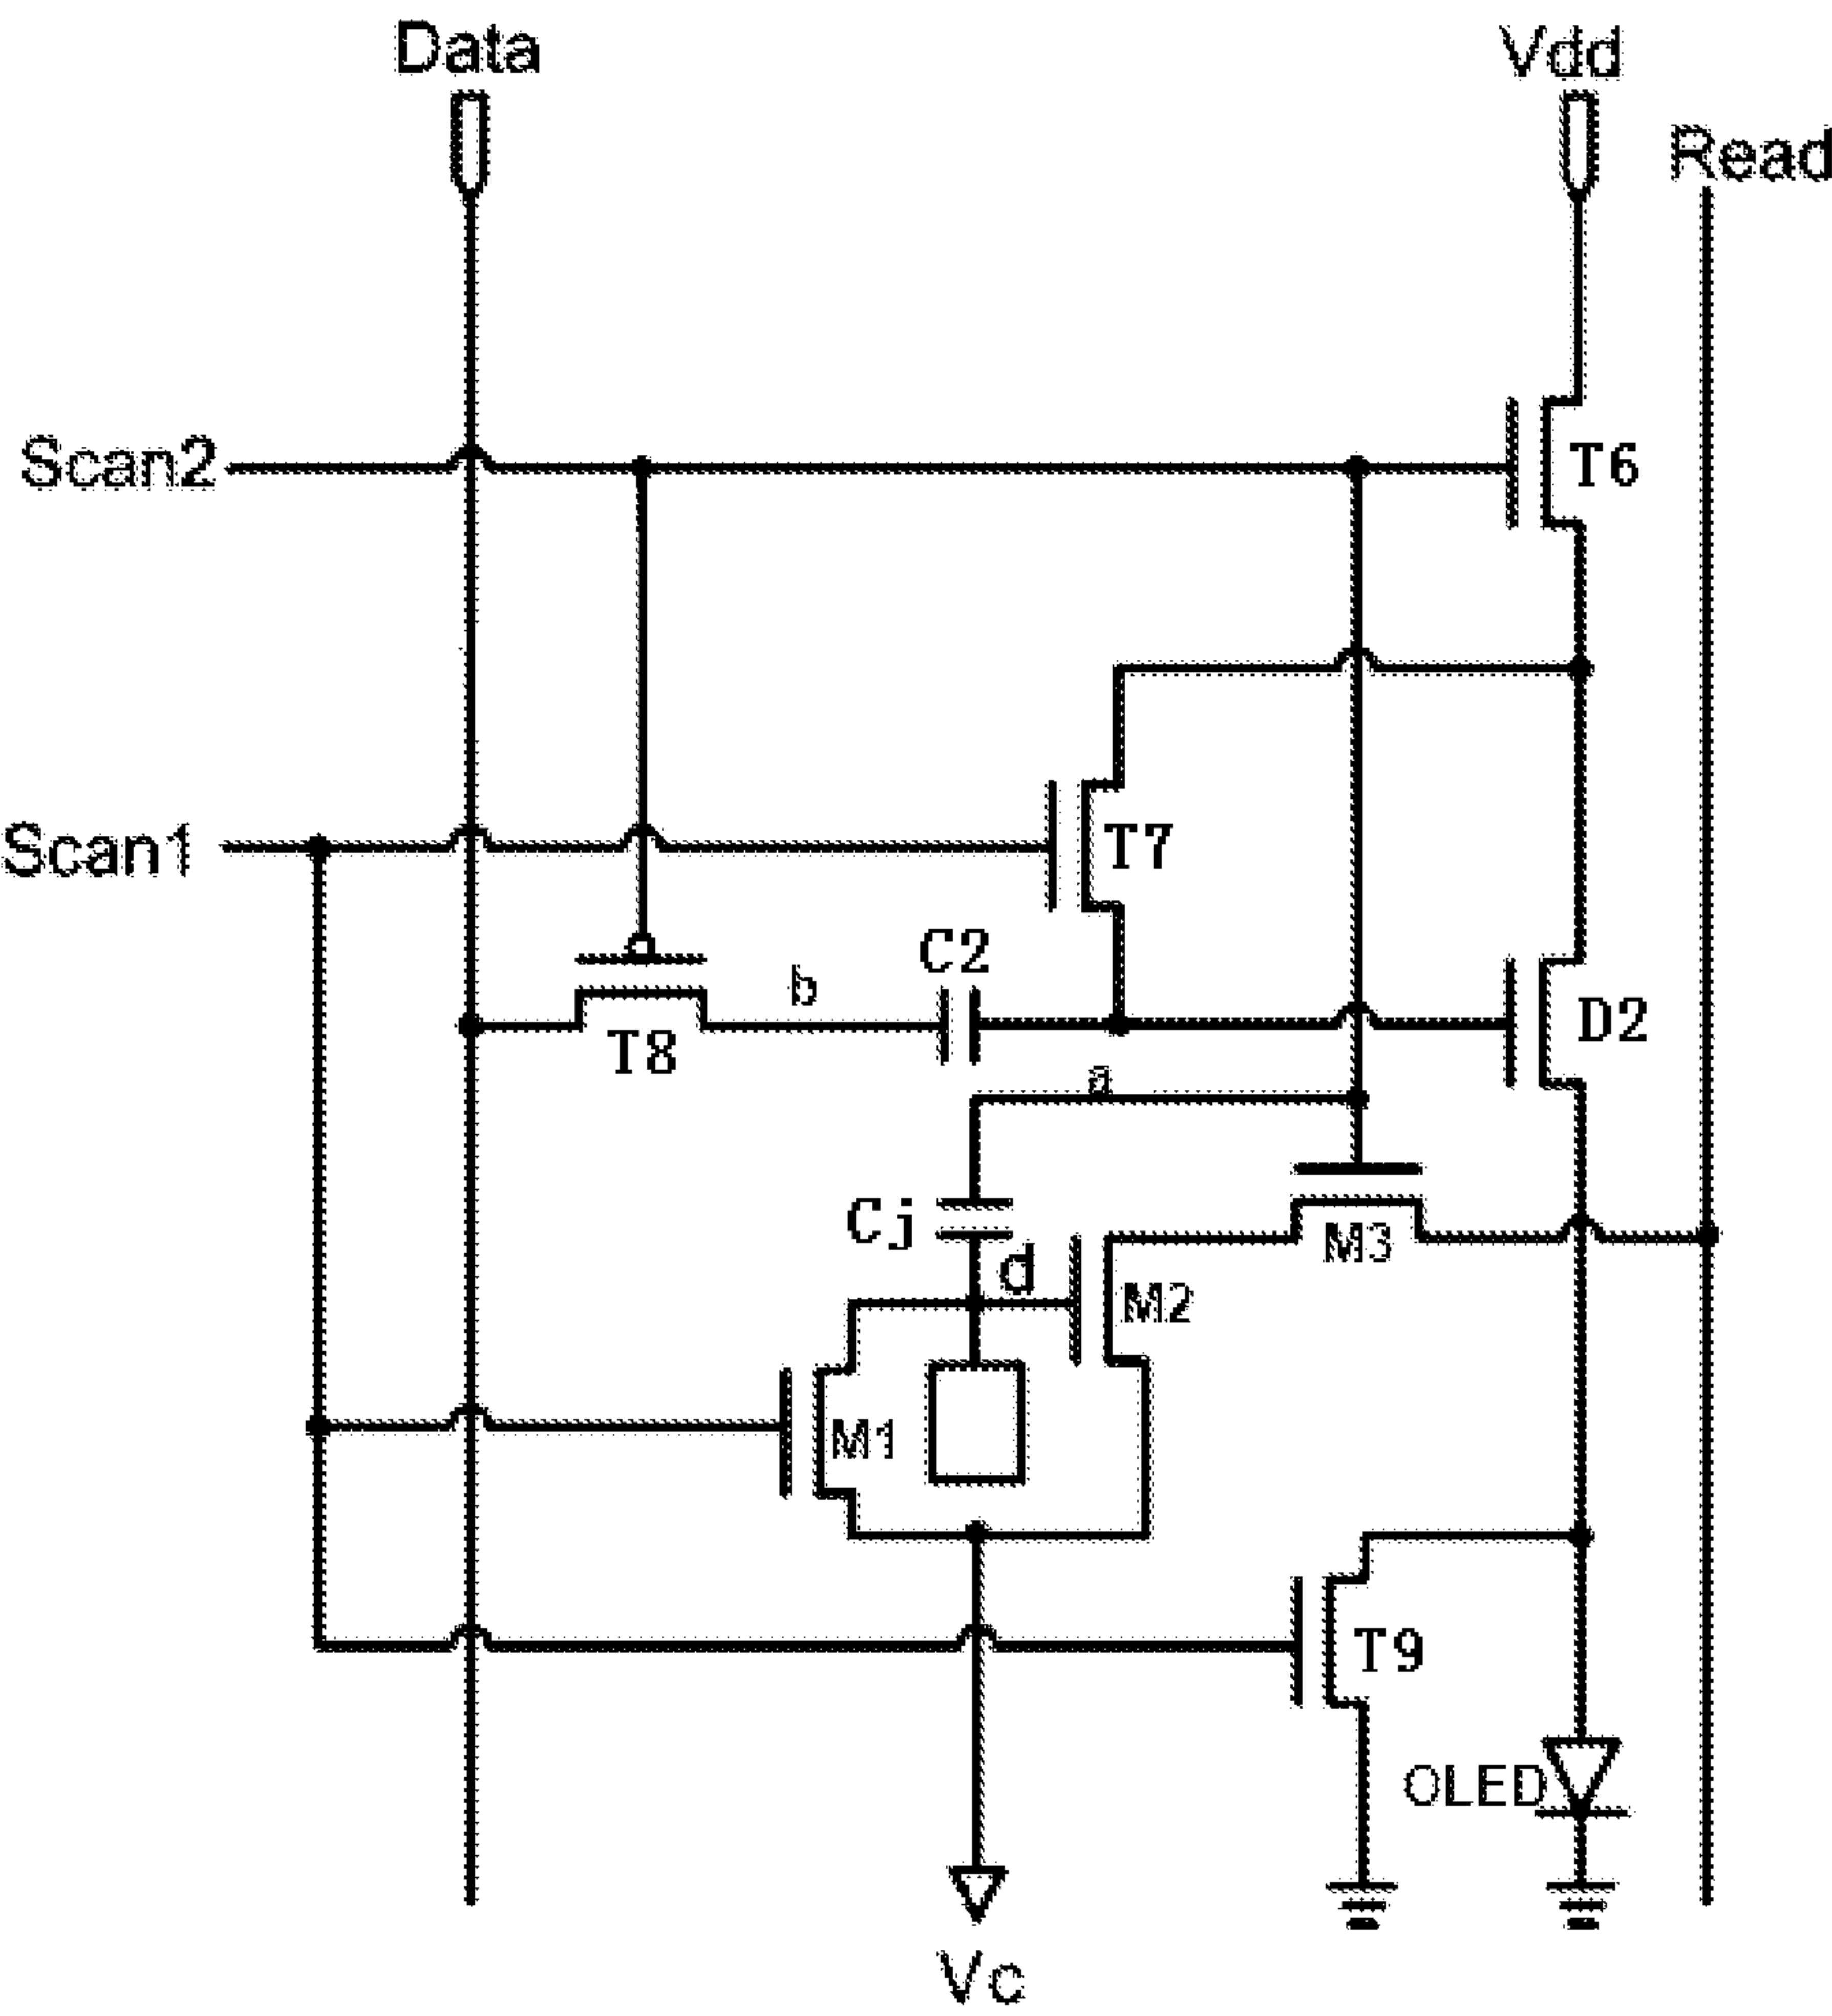 Data
Vdd
Read
Scan2
T6
Scan1
T7
C2
b
D2
T8
a
Cj
d
M3
M2
M1
T9
OLED
Vc